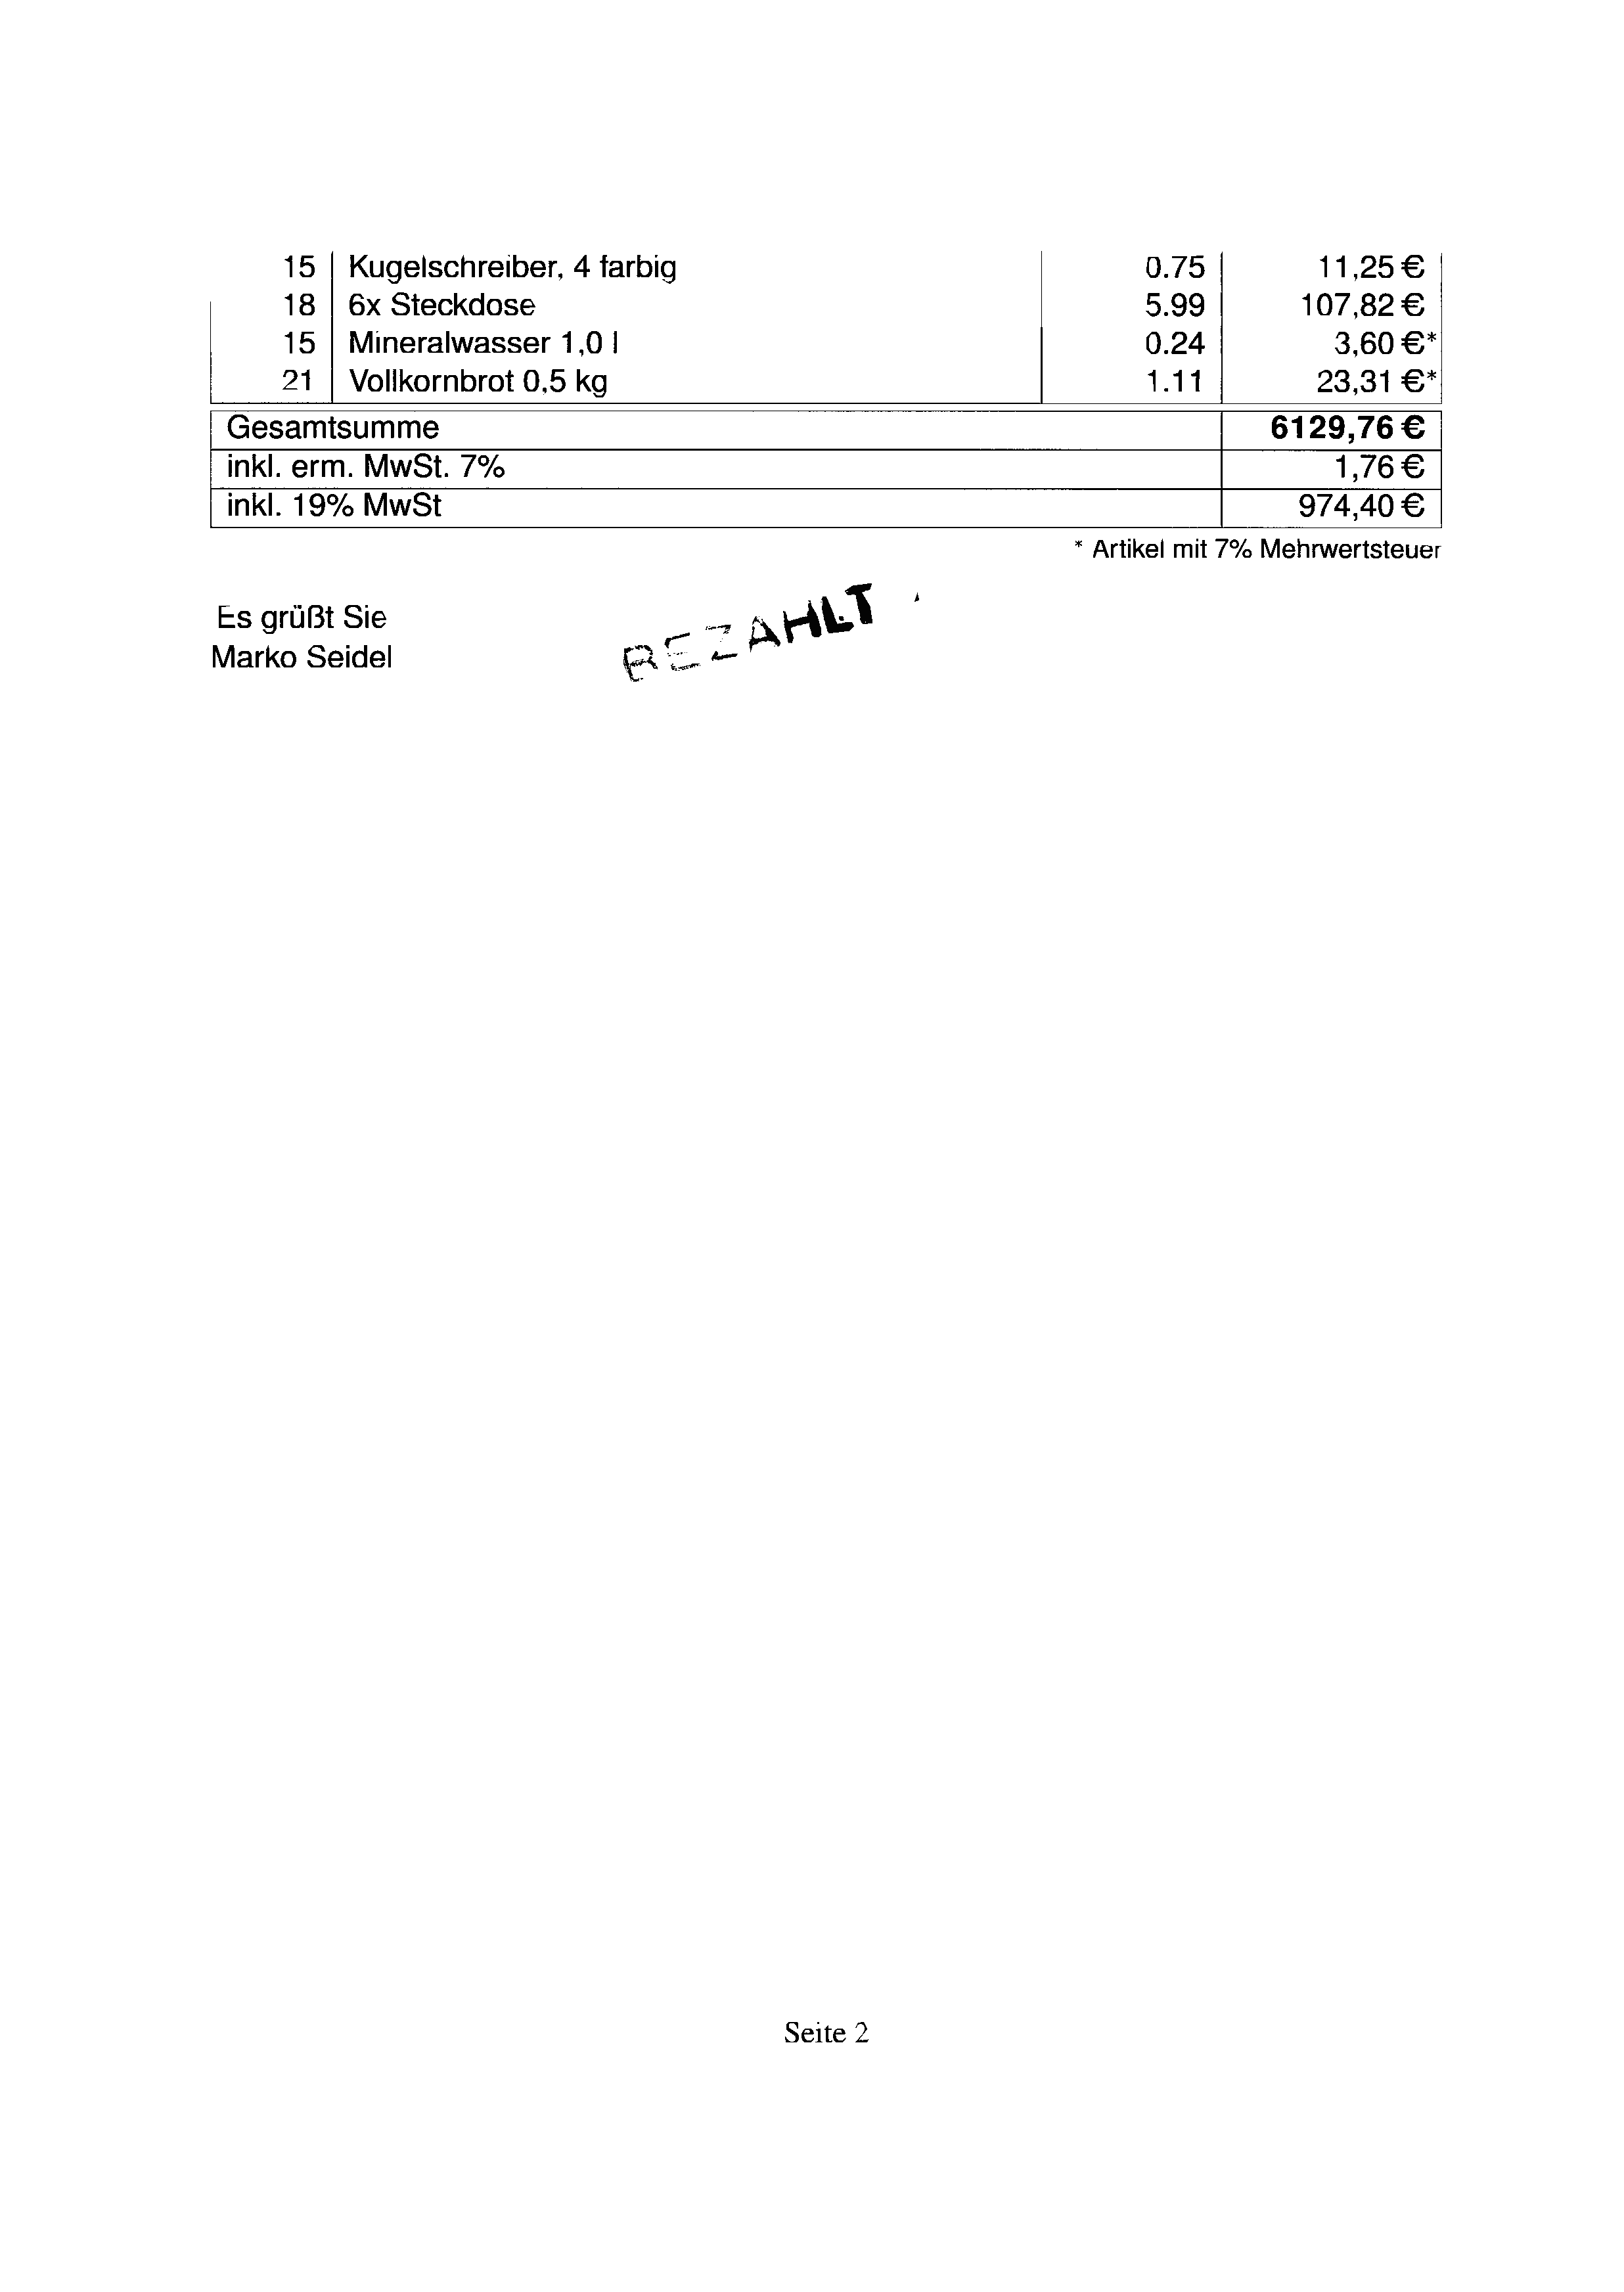 15 Kugelschreiber, 4 farbig 0.75 11,25 €
18 6x Steckdose 5.99 107,82 €
15 Mineralwasser 1,0 l 0.24 3,60 €*
21 Vollkornbrot 0,5 kg 1.11 23,31 €*
Gesamtsumme 6129,76 €
inkl. erm. MwSt. 7% 1,76 €
inkl. 19% MwSt 974,40 €
* Artikel mit 7% Mehrwertsteuer
Es grüßt Sie
Marko Seidel
BEZAHLT
Seite 2